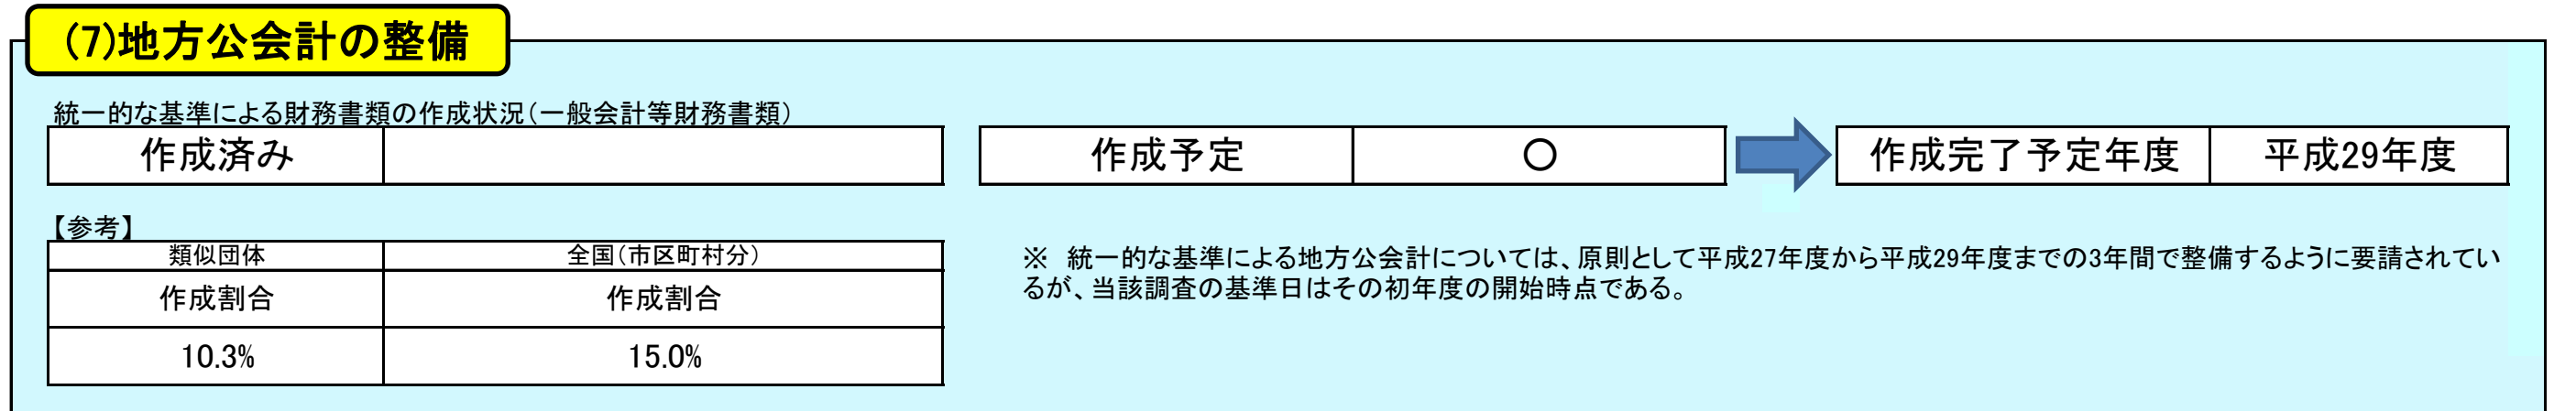 (7)地方公会計の整備
統一的な基準による財務書類の作成状況(一般会計等財務書類)
作成済み
作成予定 ○ 作成完了予定年度 平成29年度
【参考】
類似団体 全国(市区町村分)
作成割合 作成割合
10.3% 15.0%
※ 統一的な基準による地方公会計については、原則として平成27年度から平成29年度までの3年間で整備するように要請されてい
るが、当該調査の基準日はその初年度の開始時点である。